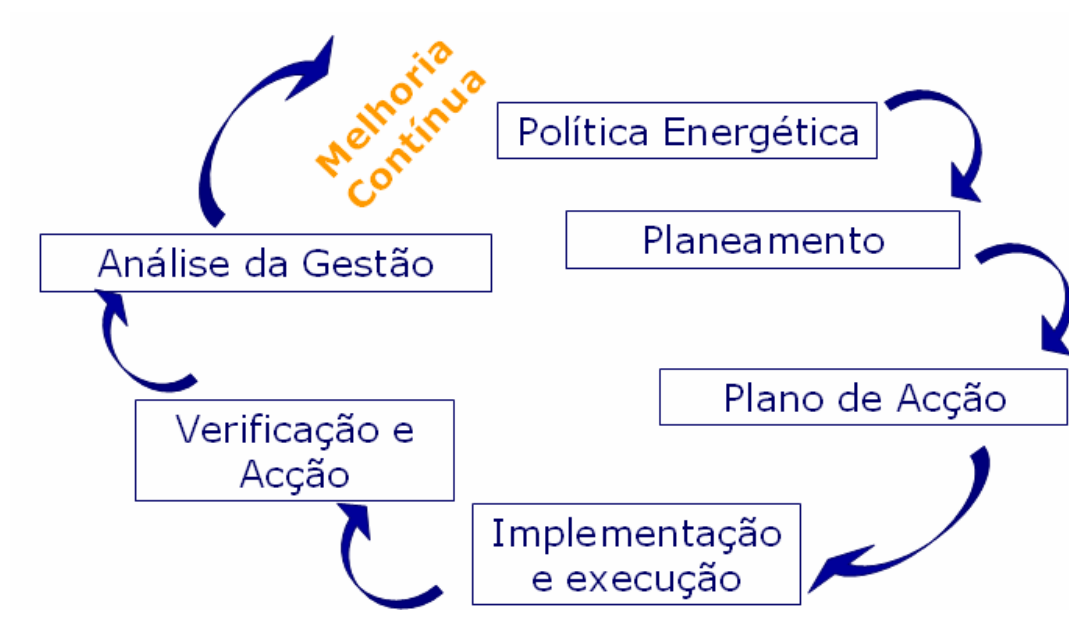 Melhoria
Contínua
Política Energética
Planeamento
Plano de Acção
Implementação
e execução
Verificação e
Acção
Análise da Gestão